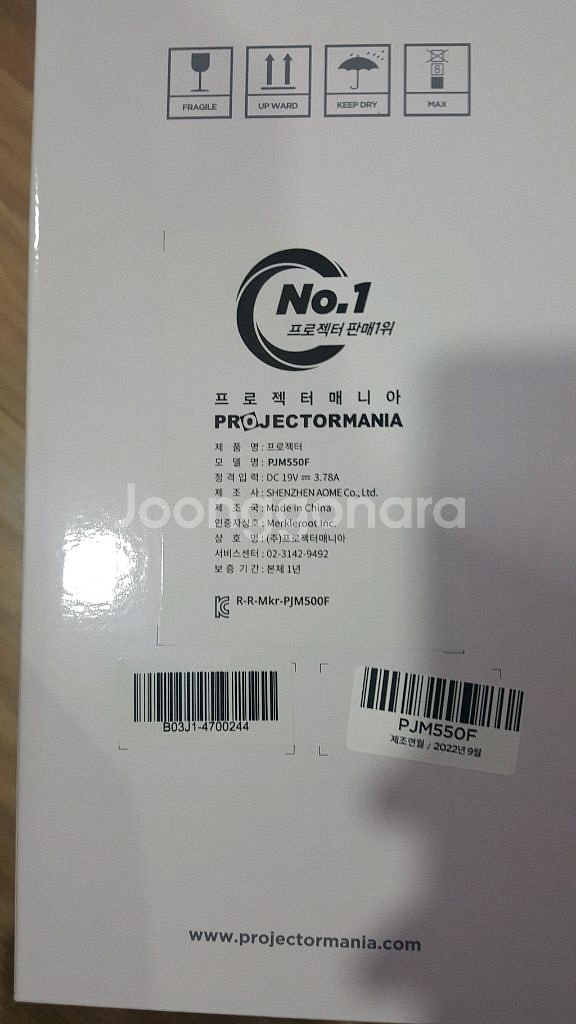 FRAGILE
UP WARD
KEEP DRY
8
MAX
No.1
프로젝터 판매1위
프로젝터매니아
PROJECTORMANIA
제 품 명 : 프로젝터
모 델 명 : PJM550F
정격입력 : DC 19V ⎓ 3.78A
제 조 사 : SHENZHEN AOME Co., Ltd.
제 조 국 : Made in China
인증자상호 : Merkleroot Inc.
상 호 명 : (주)프로젝터매니아
서비스센터 : 02-3142-9492
보증기간 : 본체 1년
R-R-Mkr-PJM500F
Joonggonara
B03J1-4700244
PJM550F
제조연월 / 2022년 9월
www.projectormania.com